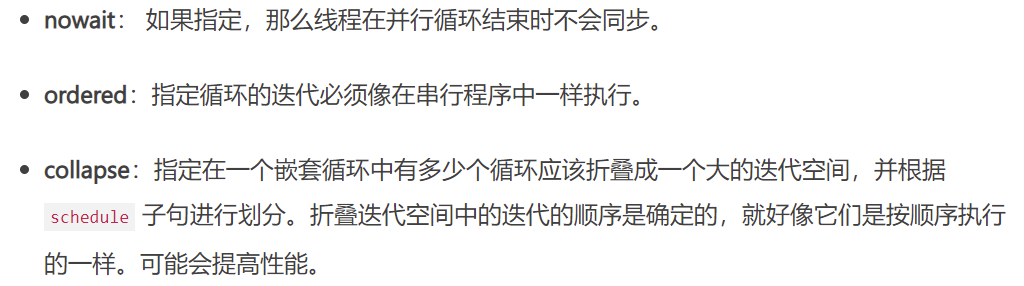 • nowait： 如果指定，那么线程在并行循环结束时不会同步。
• ordered：指定循环的迭代必须像在串行程序中一样执行。
• collapse：指定在一个嵌套循环中有多少个循环应该折叠成一个大的迭代空间，并根据
schedule 子句进行划分。折叠迭代空间中的迭代的顺序是确定的，就好像它们是按顺序执行
的一样。可能会提高性能。